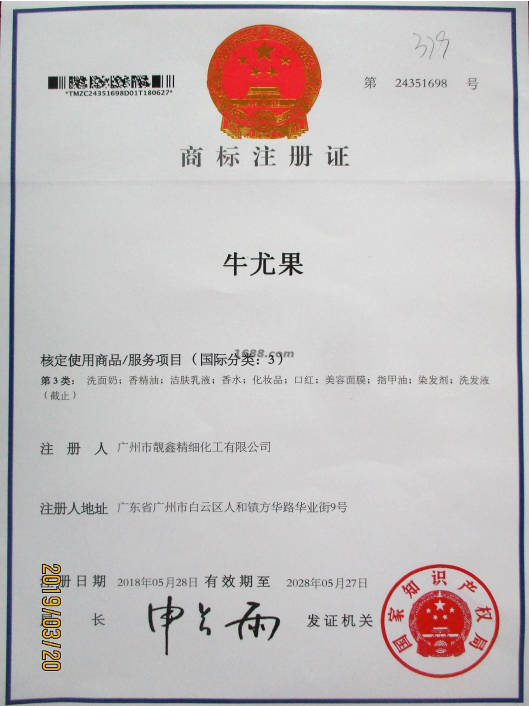 319
第 24351698 号
*TMZC24351698D01T180627*
商标注册证
牛尤果
1688.com
核定使用商品/服务项目（国际分类：3）
第3类：洗面奶；香精油；洁肤乳液；香水；化妆品；口红；美容面膜；指甲油；染发剂；洗发液
（截止）
注册人 广州市靓鑫精细化工有限公司
注册人地址 广东省广州市白云区人和镇方华路华业街9号
注册日期 2018年05月28日 有效期至 2028年05月27日
长 申长雨 发证机关
国家知识产权局
2019/03/20